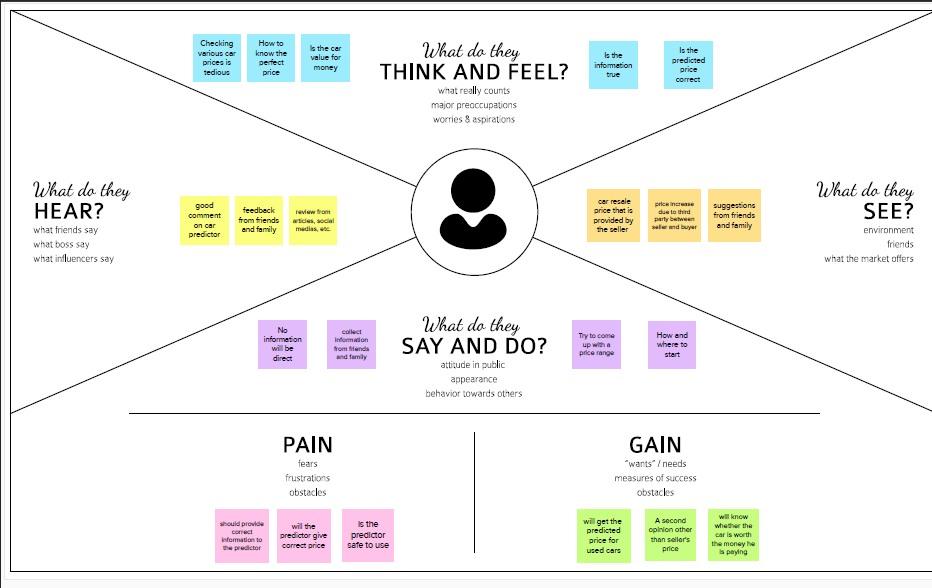 Checking
various car
prices is
tedious
How to
know the
perfect
price
Is the car
value for
money
What do they
THINK AND FEEL?
what really counts
major preoccupations
worries & aspirations
Is the
information
true
Is the
predicted
price
correct
What do they
HEAR?
what friends say
what boss say
what influencers say
good
comment
on car
predictor
feedback
from friends
and family
review from
articles, social
medias, etc.
car resale
price that is
provided by
the seller
price increase
due to third
party between
seller and buyer
suggestions
from friends
and family
What do they
SEE?
environment
friends
what the market offers
No
information
will be
direct
collect
information
from friends
and family
What do they
SAY AND DO?
attitude in public
appearance
behavior towards others
Try to come
up with a
price range
How and
where to
start
PAIN
fears
frustrations
obstacles
should provide
correct
information to
the predictor
will the
predictor give
correct price
Is the
predictor
safe to use
GAIN
"wants" / needs
measures of success
obstacles
will get the
predicted
price for
used cars
A second
opinion other
than seller's
price
will know
whether the
car is worth
the money he
is paying